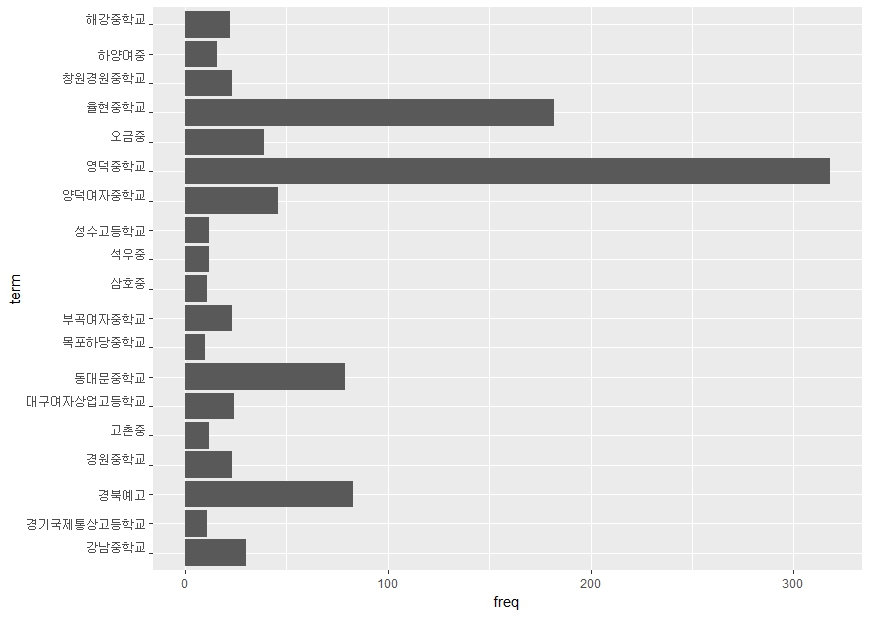 해강중학교
하양여중
창원경원중학교
율현중학교
오금중
영덕중학교
양덕여자중학교
성수고등학교
석우중
삼호중
부곡여자중학교
목포하당중학교
동대문중학교
대구여자상업고등학교
고촌중
경원중학교
경북예고
경기국제통상고등학교
강남중학교
term
0 100 200 300
freq